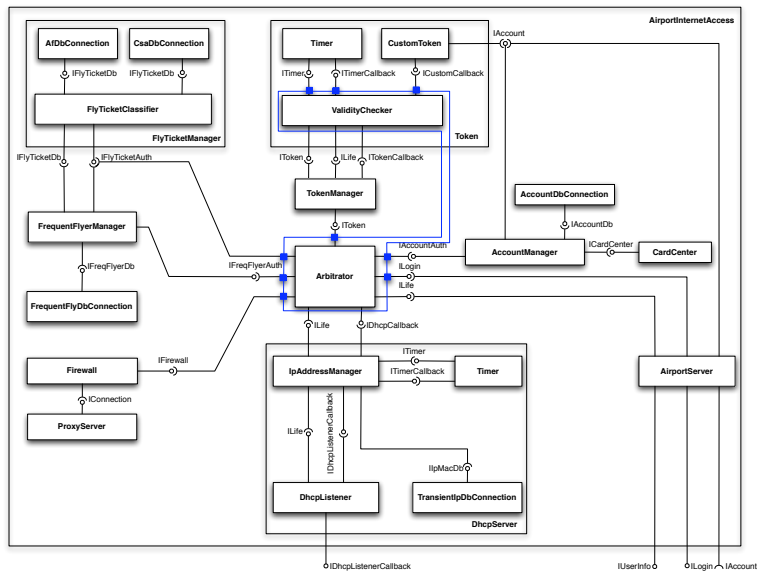 AirportInternetAccess
AfDbConnection
CsaDbConnection
Timer
CustomToken
IAccount
IFlyTicketDb
IFlyTicketDb
ITimer
ITimerCallback
ICustomCallback
FlyTicketClassifier
ValidityChecker
FlyTicketManager
Token
IFlyTicketDb
IFlyTicketAuth
IToken
ILife
ITokenCallback
TokenManager
AccountDbConnection
FrequentFlyerManager
IToken
IAccountDb
IAccountAuth
AccountManager
ICardCenter
CardCenter
IFreqFlyerDb
IFreqFlyerAuth
Arbitrator
ILogin
ILife
FrequentFlyDbConnection
ILife
IDhcpCallback
IFirewall
ITimer
Firewall
IpAddressManager
ITimerCallback
Timer
AirportServer
IConnection
ProxyServer
ILife
IDhcpListenerCallback
IIpMacDb
DhcpListener
TransientIpDbConnection
DhcpServer
IDhcpListenerCallback
IUserInfo
ILogin
IAccount